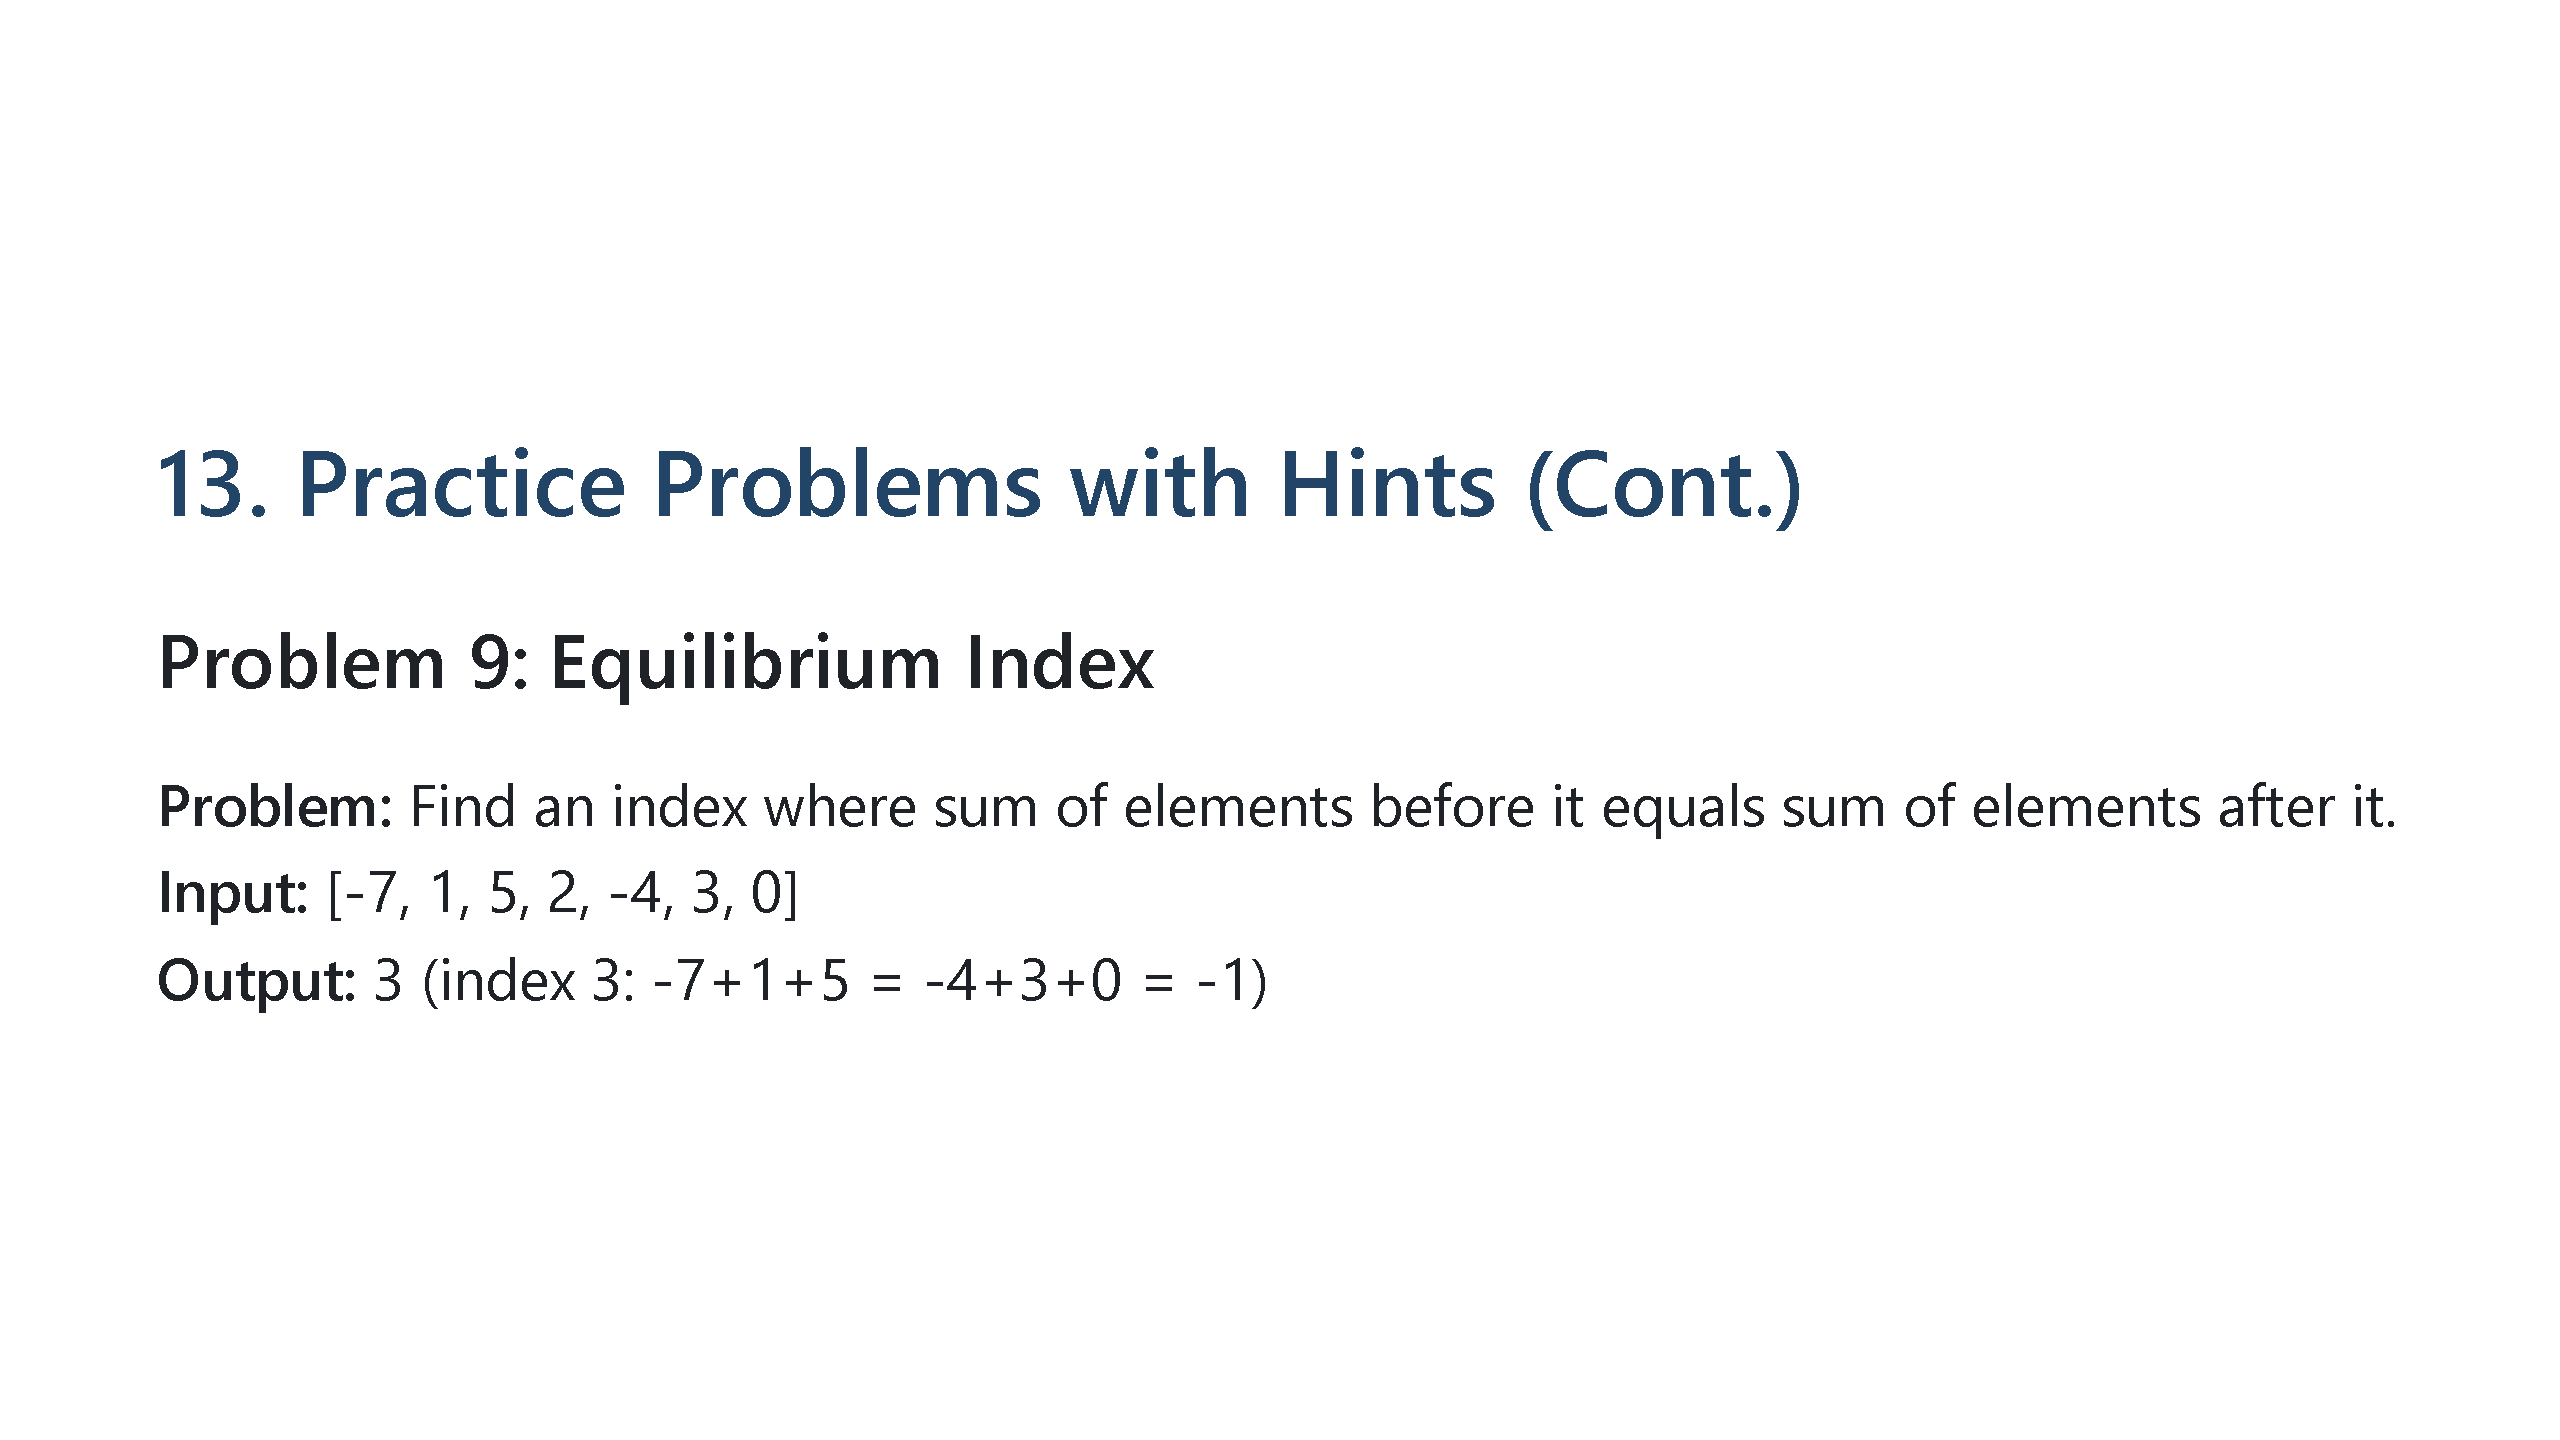 13. Practice Problems with Hints (Cont.)
Problem 9: Equilibrium Index
Problem: Find an index where sum of elements before it equals sum of elements after it.
Input: [-7, 1, 5, 2, -4, 3, 0]
Output: 3 (index 3: -7+1+5 = -4+3+0 = -1)